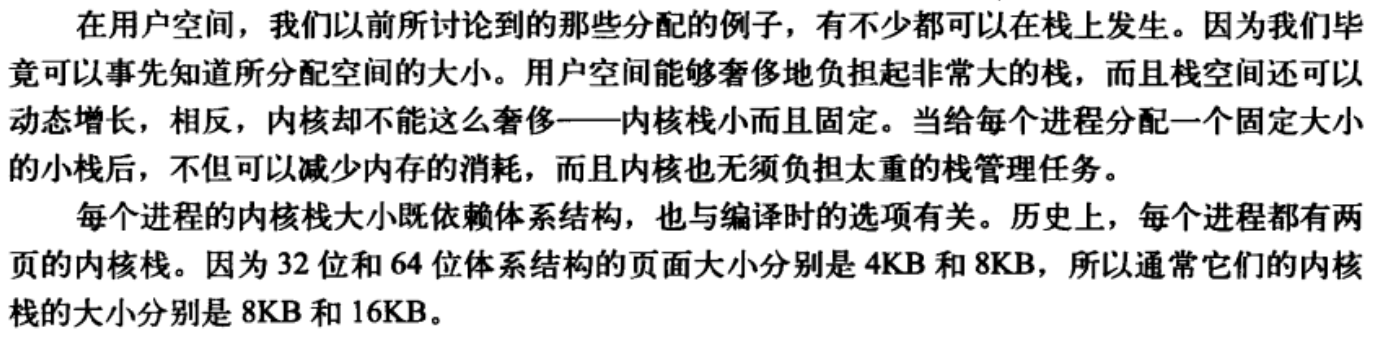 在用户空间，我们以前所讨论到的那些分配的例子，有不少都可以在栈上发生。因为我们毕
竟可以事先知道所分配空间的大小。用户空间能够奢侈地负担起非常大的栈，而且栈空间还可以
动态增长，相反，内核却不能这么奢侈——内核栈小而且固定。当给每个进程分配一个固定大小
的小栈后，不但可以减少内存的消耗，而且内核也无须负担太重的栈管理任务。
每个进程的内核栈大小既依赖体系结构，也与编译时的选项有关。历史上，每个进程都有两
页的内核栈。因为 32 位和 64 位体系结构的页面大小分别是 4KB 和 8KB，所以通常它们的内核
栈的大小分别是 8KB 和 16KB。